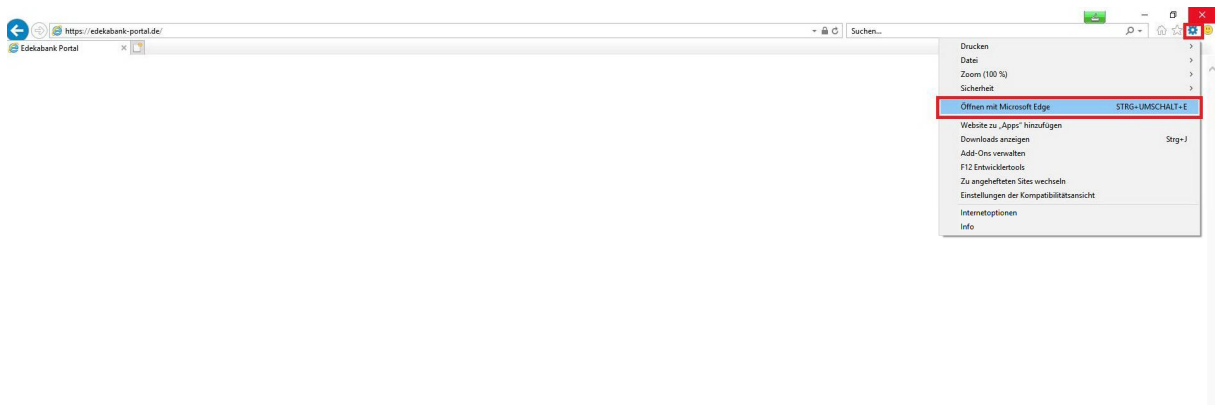 https://edekabank-portal.de/
Suchen...
Edekabank Portal
Drucken
Datei
Zoom (100 %)
Sicherheit
Öffnen mit Microsoft Edge STRG+UMSCHALT+E
Website zu „Apps" hinzufügen
Downloads anzeigen Strg+J
Add-Ons verwalten
F12 Entwicklertools
Zu angehefteten Sites wechseln
Einstellungen der Kompatibilitätsansicht
Internetoptionen
Info